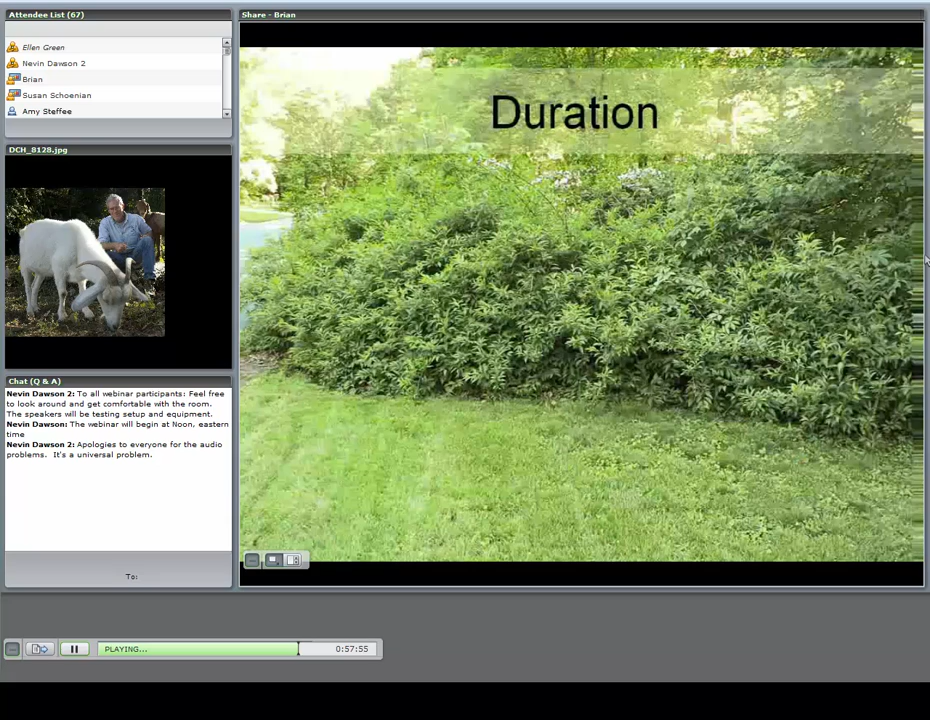 Attendee List (67)
Share - Brian
Ellen Green
Nevin Dawson 2
Brian
Susan Schoenian
Amy Steffee
Duration
DCH_8128.jpg
Chat (Q & A)
Nevin Dawson 2: To all webinar participants: Feel free
to look around and get comfortable with the room.
The speakers will be testing setup and equipment.
Nevin Dawson: The webinar will begin at Noon, eastern
time
Nevin Dawson 2: Apologies to everyone for the audio
problems. It's a universal problem.
To:
PLAYING...
0:57:55